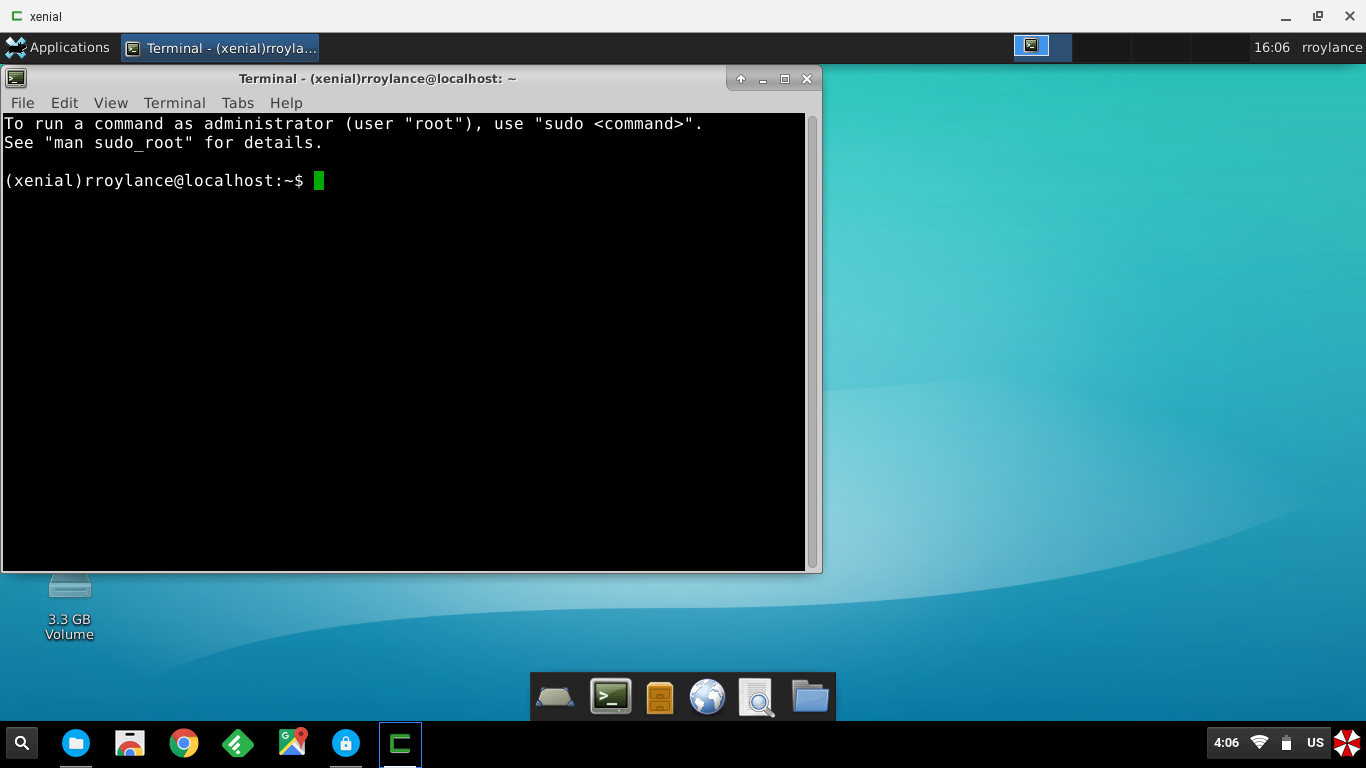 xenial
Applications
Terminal - (xenial)rroyla...
16:06 rroylance
Terminal - (xenial)rroylance@localhost: ~
File Edit View Terminal Tabs Help
To run a command as administrator (user "root"), use "sudo <command>".
See "man sudo_root" for details.
(xenial)rroylance@localhost:~$
3.3 GB
Volume
4:06 US